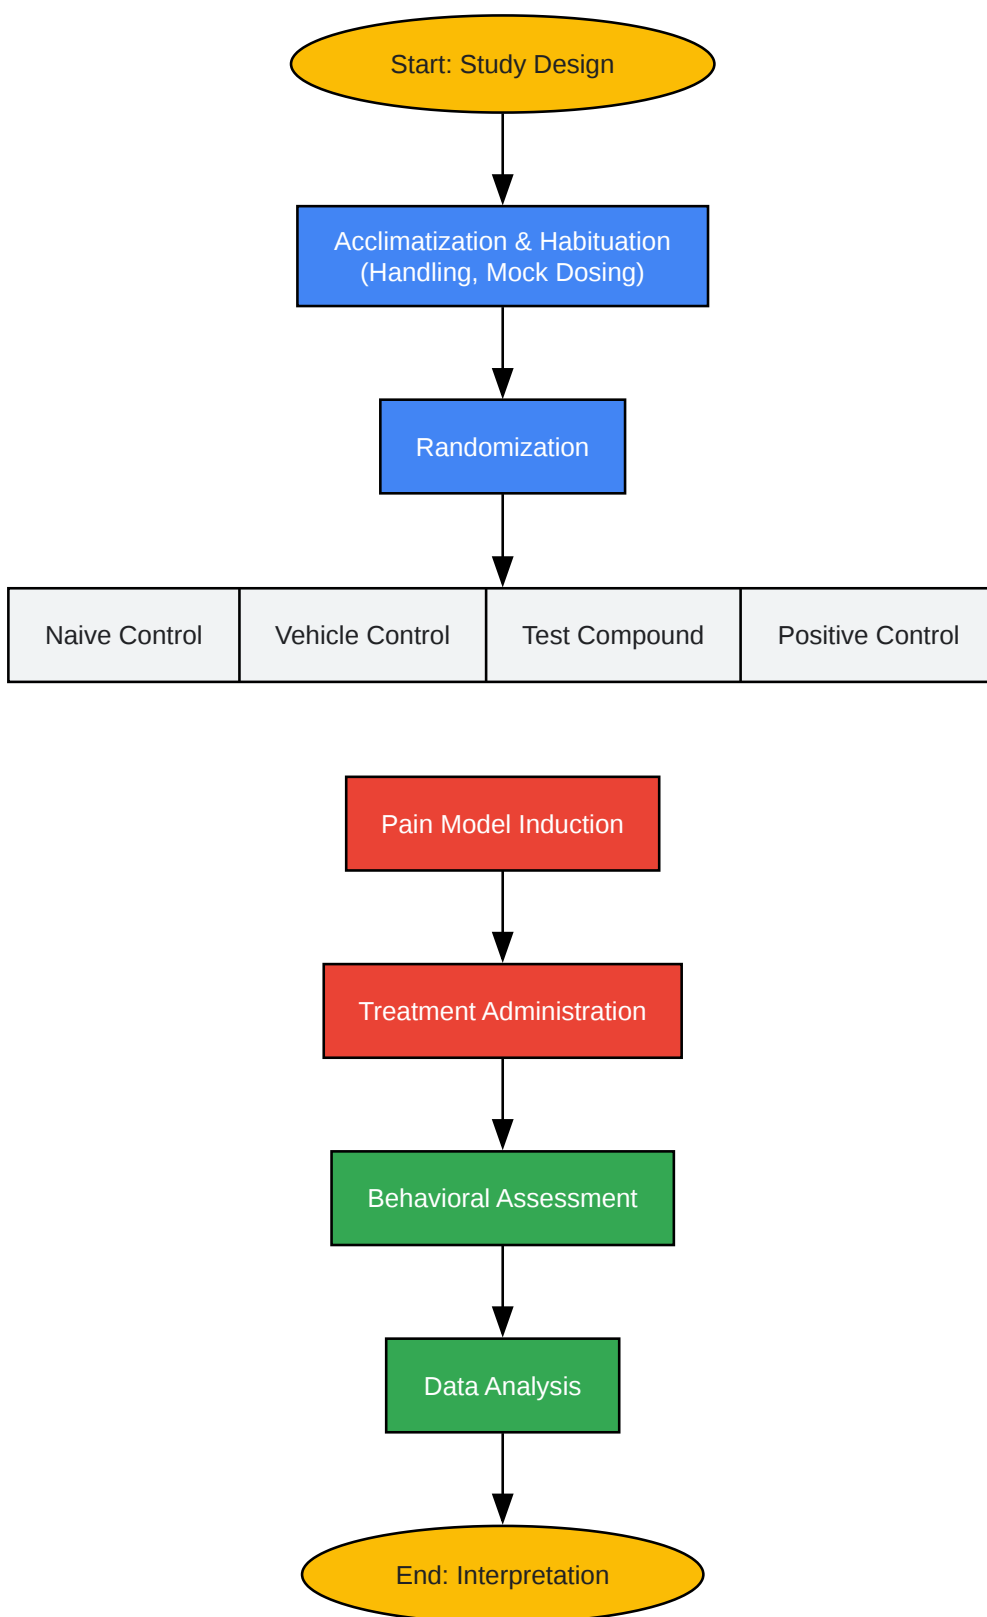 Start: Study Design
Acclimatization & Habituation
(Handling, Mock Dosing)
Randomization
Naive Control
Vehicle Control
Test Compound
Positive Control
Pain Model Induction
Treatment Administration
Behavioral Assessment
Data Analysis
End: Interpretation